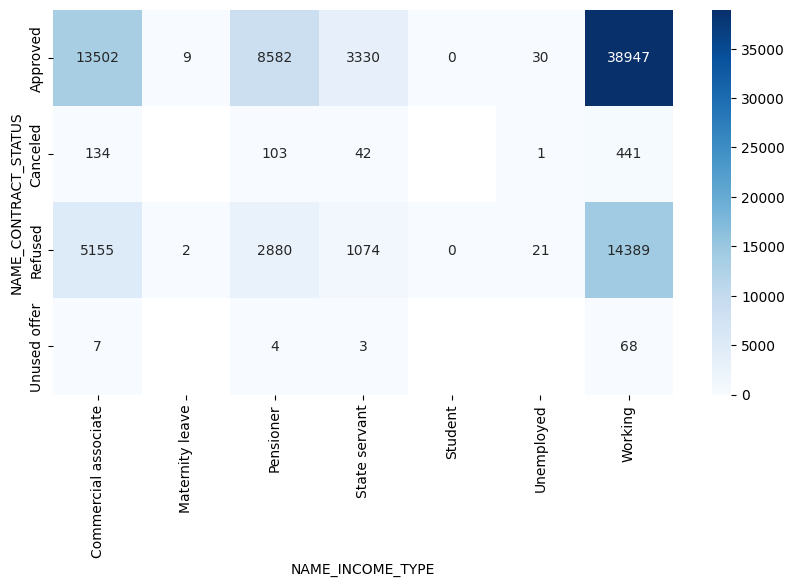 NAME_CONTRACT_STATUS
Approved
13502 9 8582 3330 0 30 38947
Canceled
134 103 42 1 441
Refused
5155 2 2880 1074 0 21 14389
Unused offer
7 4 3 68
Commercial associate
Maternity leave
Pensioner
State servant
Student
Unemployed
Working
NAME_INCOME_TYPE
35000
30000
25000
20000
15000
10000
5000
0